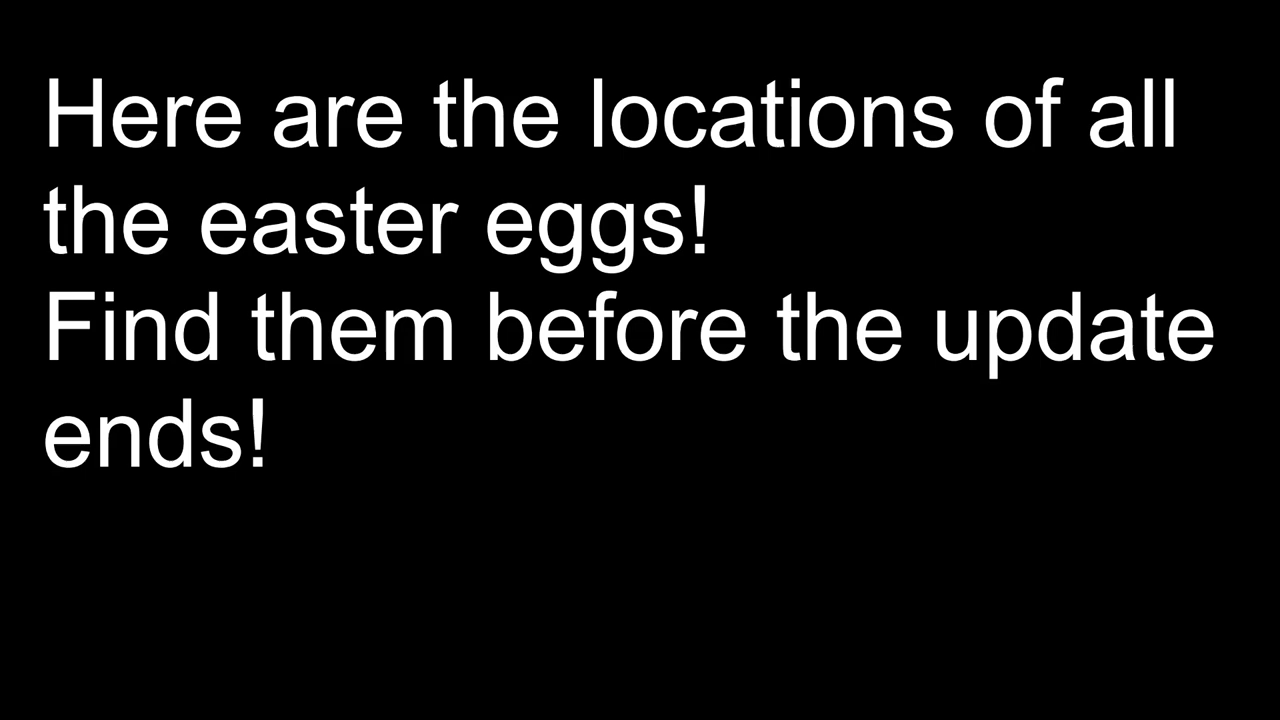 Here are the locations of all
the easter eggs!
Find them before the update
ends!